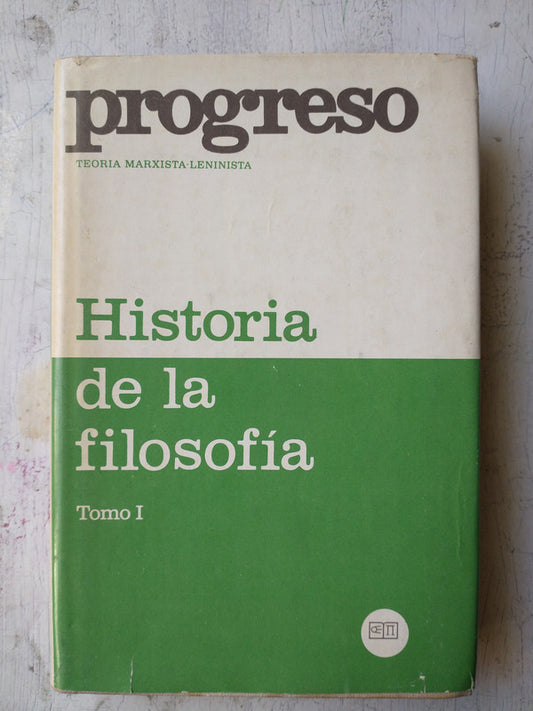 progreso
TEORIA MARXISTA-LENINISTA
Historia
de la
filosofía
Tomo I
П